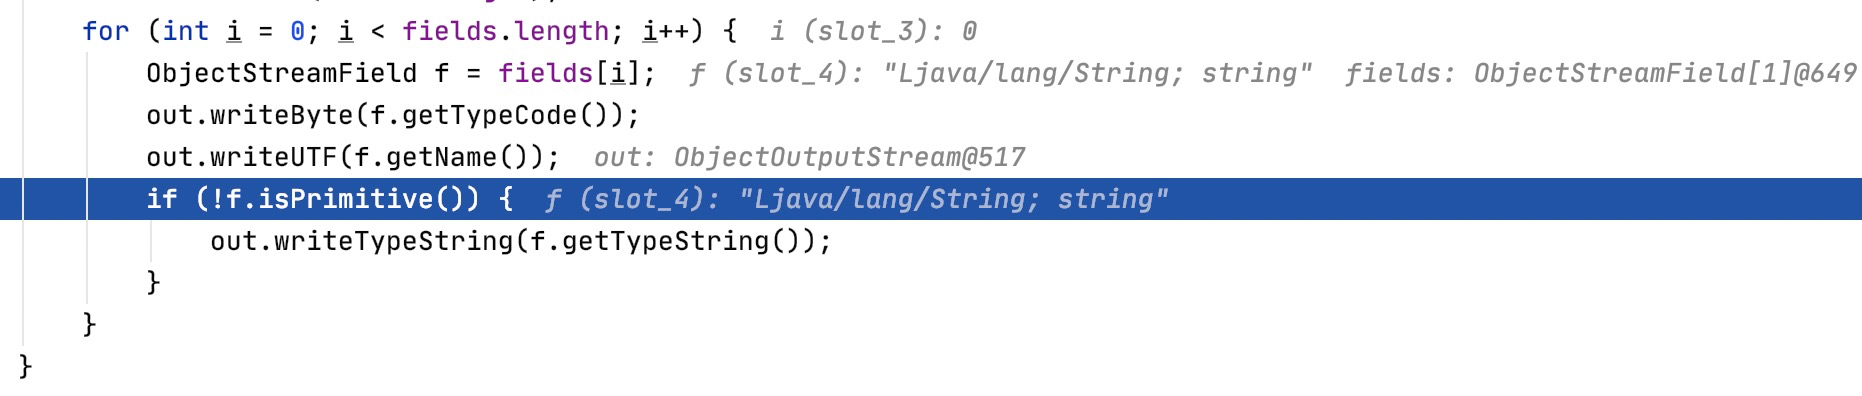 for (int i = 0; i < fields.length; i++) {  i (slot_3): 0
ObjectStreamField f = fields[i];  f (slot_4): "Ljava/lang/String; string"  fields: ObjectStreamField[1]@649
out.writeByte(f.getTypeCode());
out.writeUTF(f.getName());  out: ObjectOutputStream@517
if (!f.isPrimitive()) {  f (slot_4): "Ljava/lang/String; string"
out.writeTypeString(f.getTypeString());
}
}
}